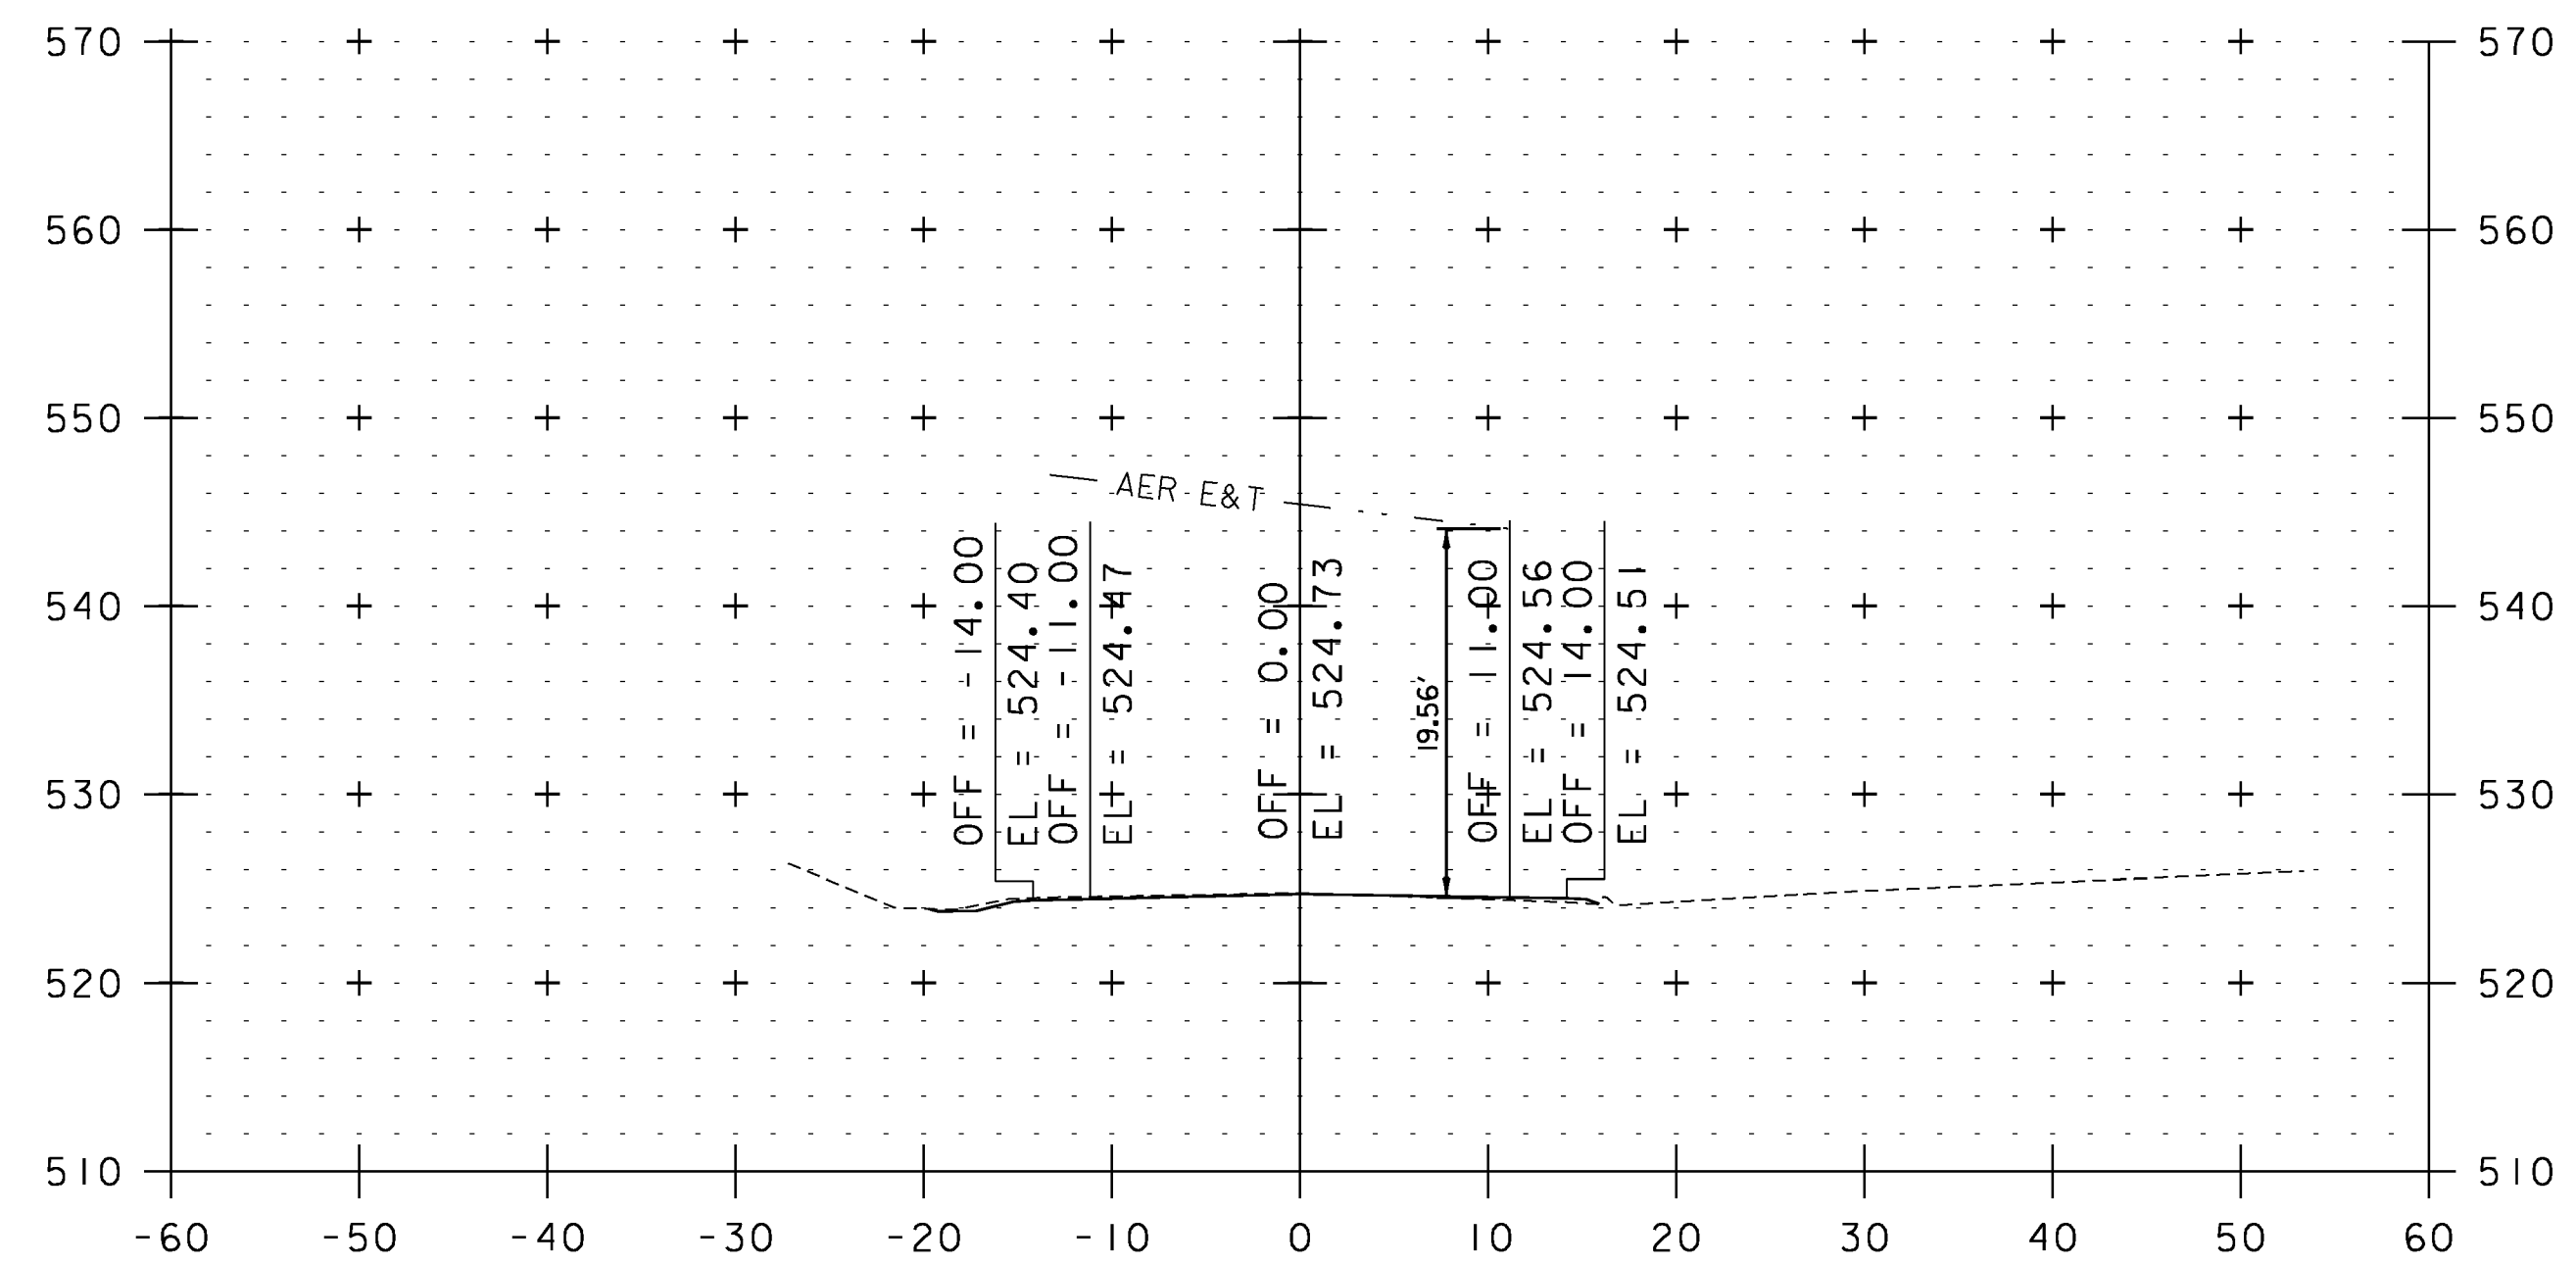 570 570
560 560
550 550
AER E&T
540 540
OFF = -14.00
EL = 524.40
OFF = -11.00
EL = 524.47
OFF = 0.00
EL = 524.73
19.56'
OFF = 11.00
EL = 524.56
OFF = 14.00
EL = 524.51
530 530
520 520
510 510
-60 -50 -40 -30 -20 -10 0 10 20 30 40 50 60